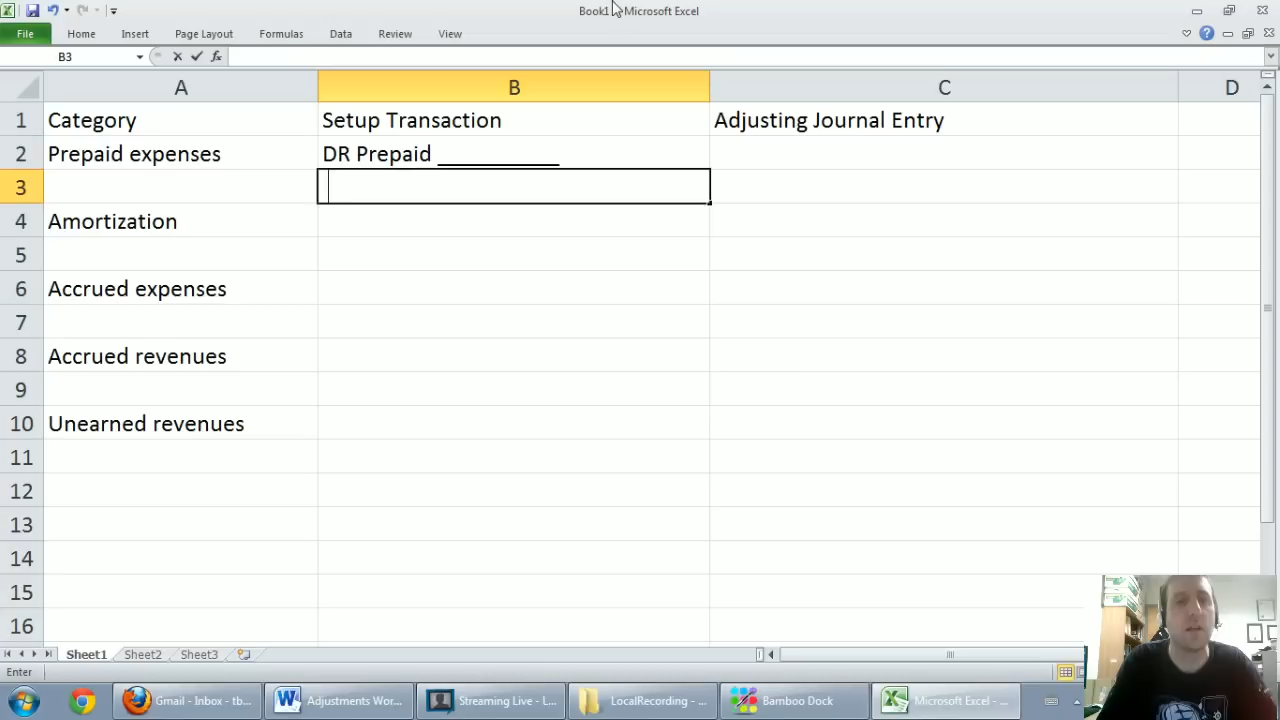 Book1 - Microsoft Excel
File Home Insert Page Layout Formulas Data Review View
B3 fx
A B C D
1 Category Setup Transaction Adjusting Journal Entry
2 Prepaid expenses DR Prepaid __________
3
4 Amortization
5
6 Accrued expenses
7
8 Accrued revenues
9
10 Unearned revenues
11
12
13
14
15
16
Sheet1 Sheet2 Sheet3
Enter
Gmail - Inbox - tb... Adjustments Wor... Streaming Live - L... LocalRecording - ... Bamboo Dock Microsoft Excel - ...